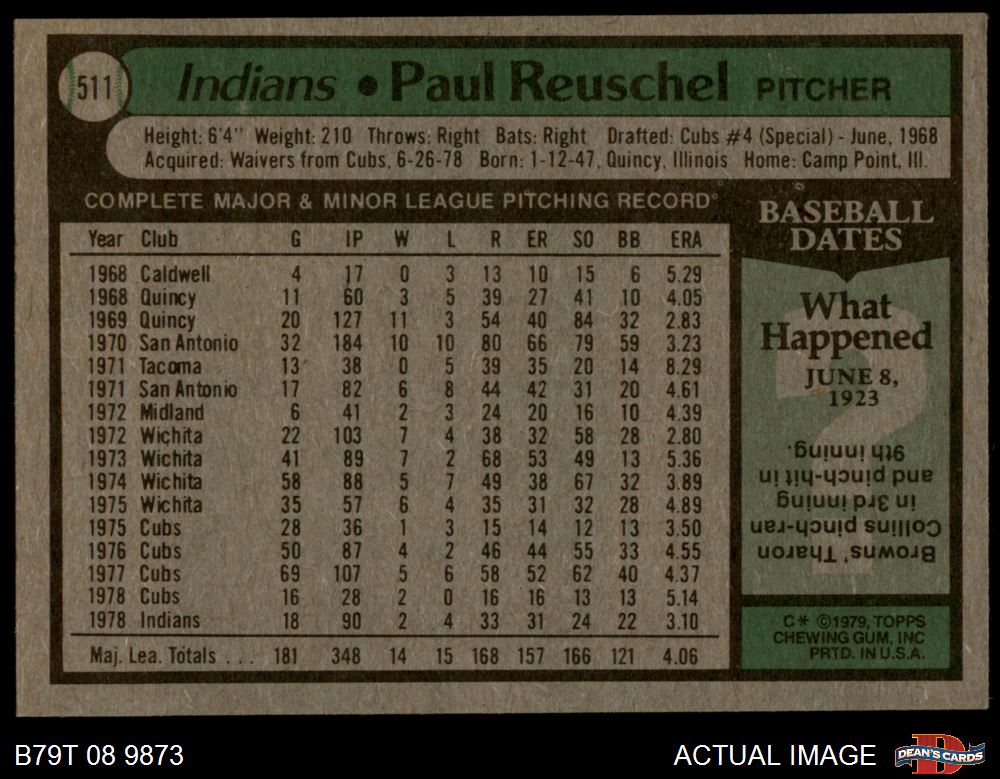 511 Indians • Paul Reuschel PITCHER
Height: 6'4" Weight: 210 Throws: Right Bats: Right Drafted: Cubs #4 (Special) - June, 1968
Acquired: Waivers from Cubs, 6-26-78 Born: 1-12-47, Quincy, Illinois Home: Camp Point, Ill.
COMPLETE MAJOR & MINOR LEAGUE PITCHING RECORD
Year Club G IP W L R ER SO BB ERA
1968 Caldwell 4 17 0 3 13 10 15 6 5.29
1968 Quincy 11 60 3 5 39 27 41 10 4.05
1969 Quincy 20 127 11 3 54 40 84 32 2.83
1970 San Antonio 32 184 10 10 80 66 79 59 3.23
1971 Tacoma 13 38 0 5 39 35 20 14 8.29
1971 San Antonio 17 82 6 8 44 42 31 20 4.61
1972 Midland 6 41 2 3 24 20 16 10 4.39
1972 Wichita 22 103 7 4 38 32 58 28 2.80
1973 Wichita 41 89 7 2 68 53 49 13 5.36
1974 Wichita 58 88 5 7 49 38 67 32 3.89
1975 Wichita 35 57 6 4 35 31 32 28 4.89
1975 Cubs 28 36 1 3 15 14 12 13 3.50
1976 Cubs 50 87 4 2 46 44 55 33 4.55
1977 Cubs 69 107 5 6 58 52 62 40 4.37
1978 Cubs 16 28 2 0 16 16 13 13 5.14
1978 Indians 18 90 2 4 33 31 24 22 3.10
Maj. Lea. Totals . . . 181 348 14 15 168 157 166 121 4.06
BASEBALL
DATES
What
Happened
JUNE 8,
1923
?
Browns' Tharon
Collins pinch-ran
in 3rd inning
and pinch-hit in
9th inning.
C* ©1979, TOPPS
CHEWING GUM, INC
PRTD. IN U.S.A.
B79T 08 9873
ACTUAL IMAGE
DEAN'S CARDS